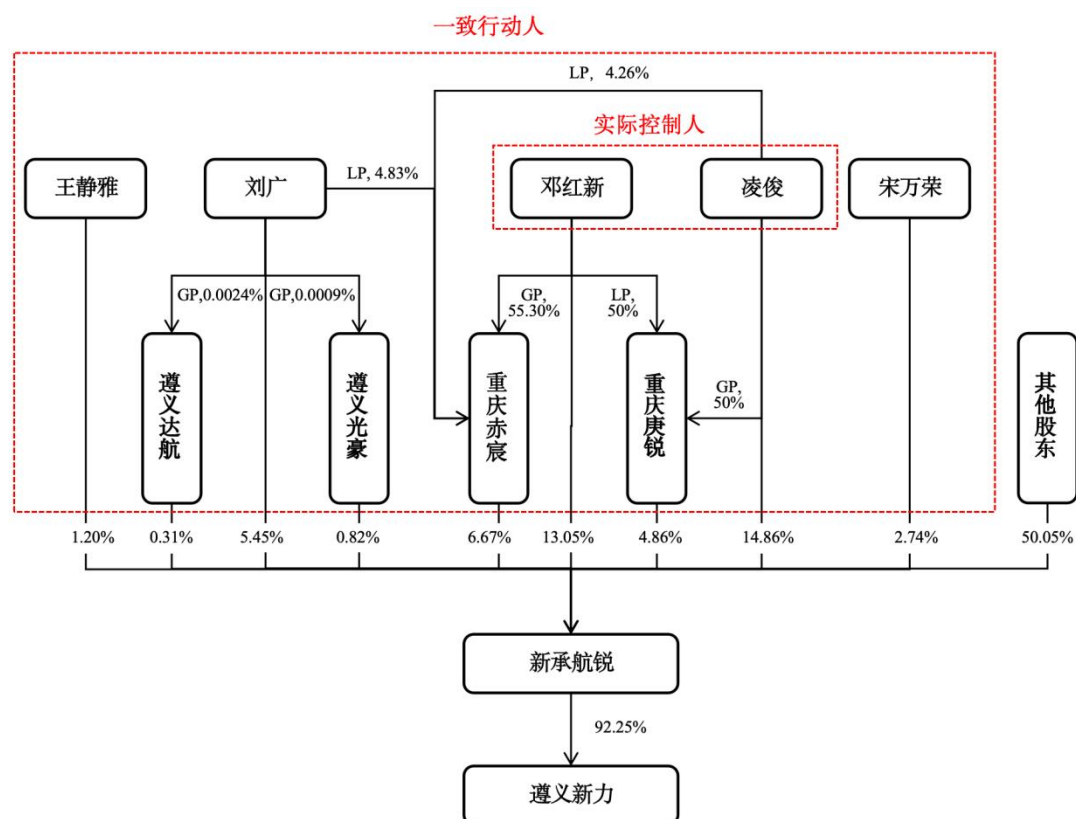 一致行动人
LP， 4.26%
实际控制人
王静雅
刘广
LP, 4.83%
邓红新
凌俊
宋万荣
GP,0.0024%
GP,0.0009%
GP,
55.30%
LP,
50%
GP,
50%
遵义达航
遵义光豪
重庆赤宸
重庆庚锐
其他股东
1.20%
0.31%
5.45%
0.82%
6.67%
13.05%
4.86%
14.86%
2.74%
50.05%
新承航锐
92.25%
遵义新力